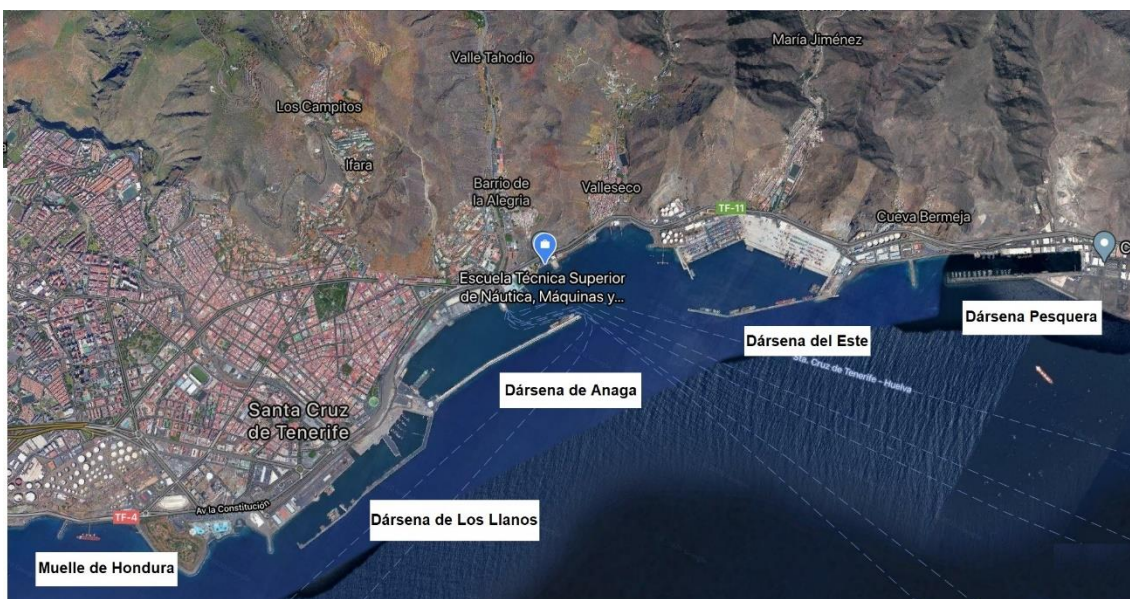 María Jiménez
Valle Tahodio
Los Campitos
Ifara
Barrio de
la Alegria
Valleseco
TF-11
Cueva Bermeja
C
Escuela Técnica Superior
de Náutica, Máquinas y...
Dársena Pesquera
Dársena del Este
Sta. Cruz de Tenerife - Huelva
Dársena de Anaga
Santa Cruz
de Tenerife
Av la Constitución
TF-4
Dársena de Los Llanos
Muelle de Hondura